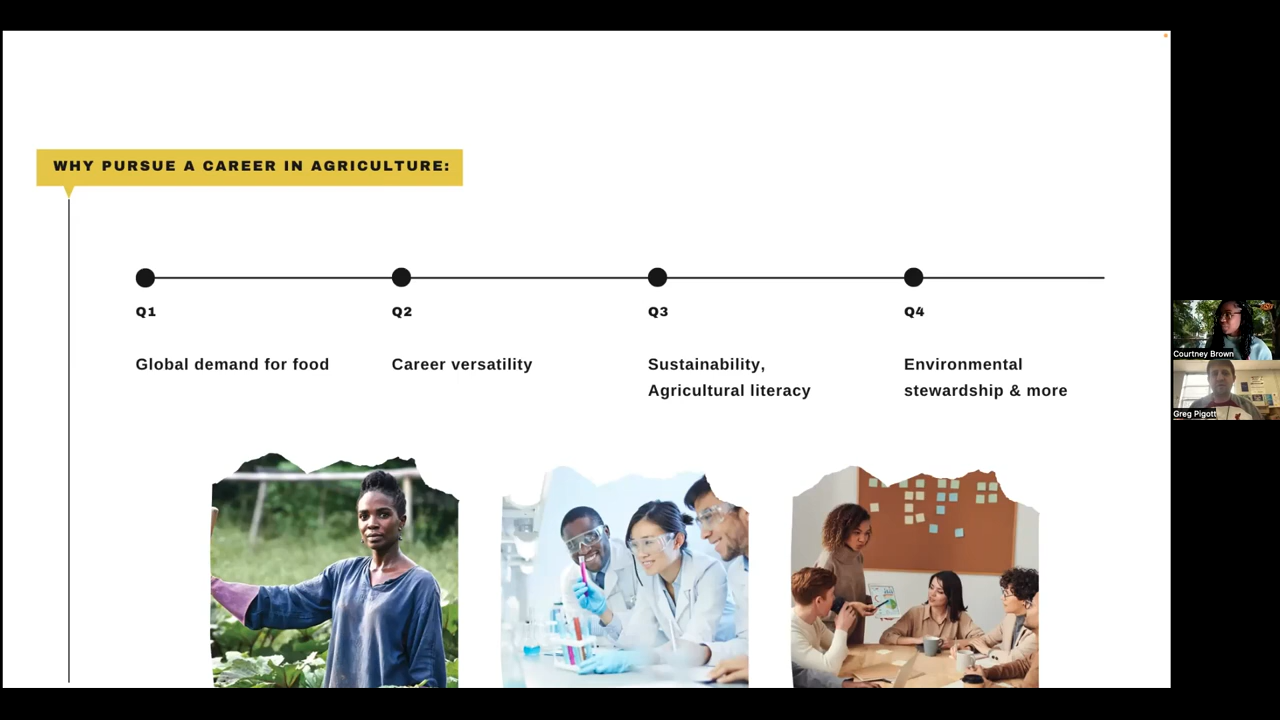 WHY PURSUE A CAREER IN AGRICULTURE:
Q1
Q2
Q3
Q4
Global demand for food
Career versatility
Sustainability,
Agricultural literacy
Environmental
stewardship & more
Courtney Brown
Greg Pigott